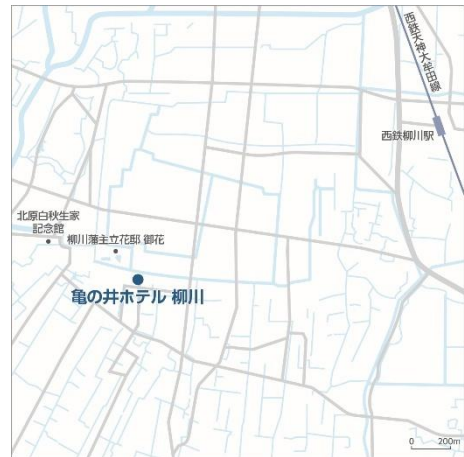 西鉄天神大牟田線
西鉄柳川駅
北原白秋生家
記念館
柳川藩主立花邸 御花
亀の井ホテル 柳川
0 200m